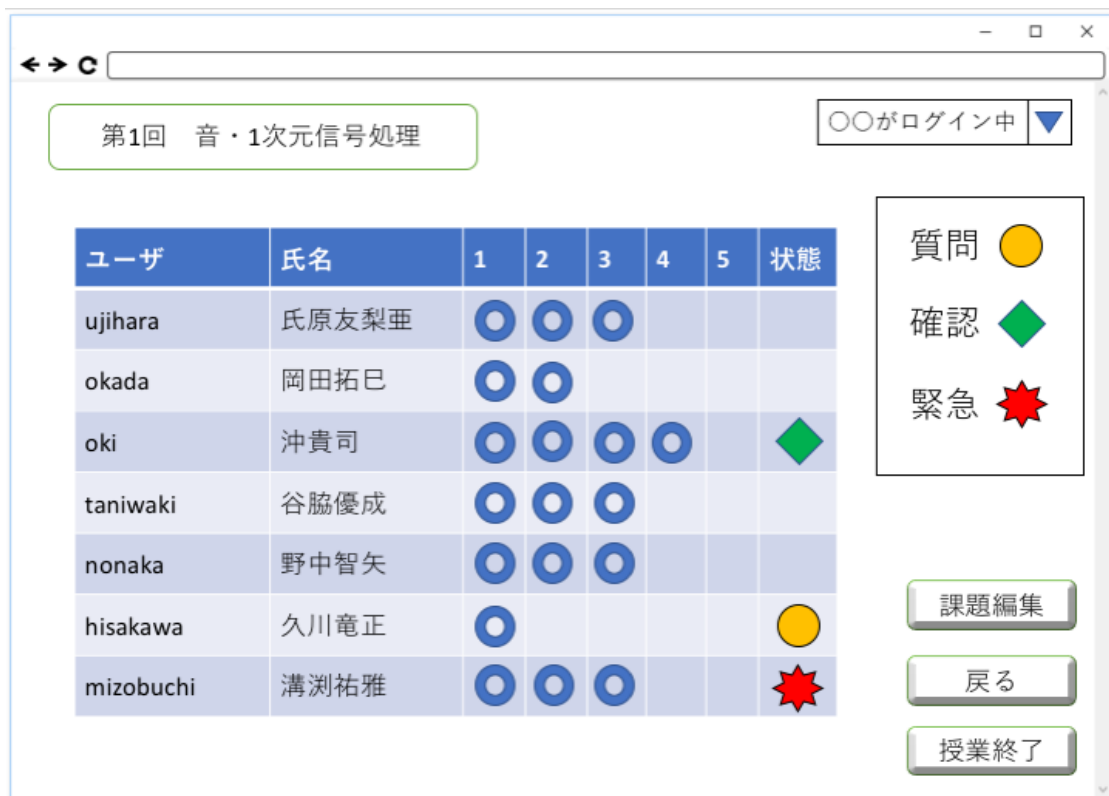 第1回　音・1次元信号処理
〇〇がログイン中
ユーザ 氏名 1 2 3 4 5 状態
ujihara 氏原友梨亜
okada 岡田拓巳
oki 沖貴司
taniwaki 谷脇優成
nonaka 野中智矢
hisakawa 久川竜正
mizobuchi 溝渕祐雅
質問
確認
緊急
課題編集
戻る
授業終了